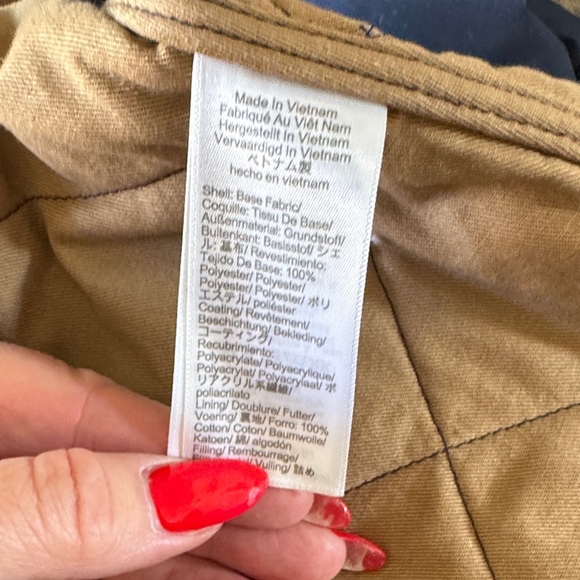 Made In Vietnam
Fabriqué Au Viêt Nam
Hergestellt In Vietnam
Vervaardigd In Vietnam
ベトナム製
hecho en vietnam
Shell: Base Fabric/
Coquille: Tissu De Base/
Außenmaterial: Grundstoff/
Buitenkant: Basisstof/ シェ
ル: 基布/ Revestimiento:
Tejido De Base: 100%
Polyester/ Polyester/
Polyester/ Polyester/ ポリ
エステル/ poliéster
Coating/ Revêtement/
Beschichtung/ Bekleding/
コーティング/
Recubrimiento:
Polyacrylate/ Polyacrylique/
Polyacrylat/ Polyacrylaat/ ポ
リアクリル系繊維/
poliacrilato
Lining/ Doublure/ Futter/
Voering/ 裏地/ Forro: 100%
Cotton/ Coton/ Baumwolle/
Katoen/ 綿/ algodón
Filling/ Rembourrage/
Vulling/ 詰め